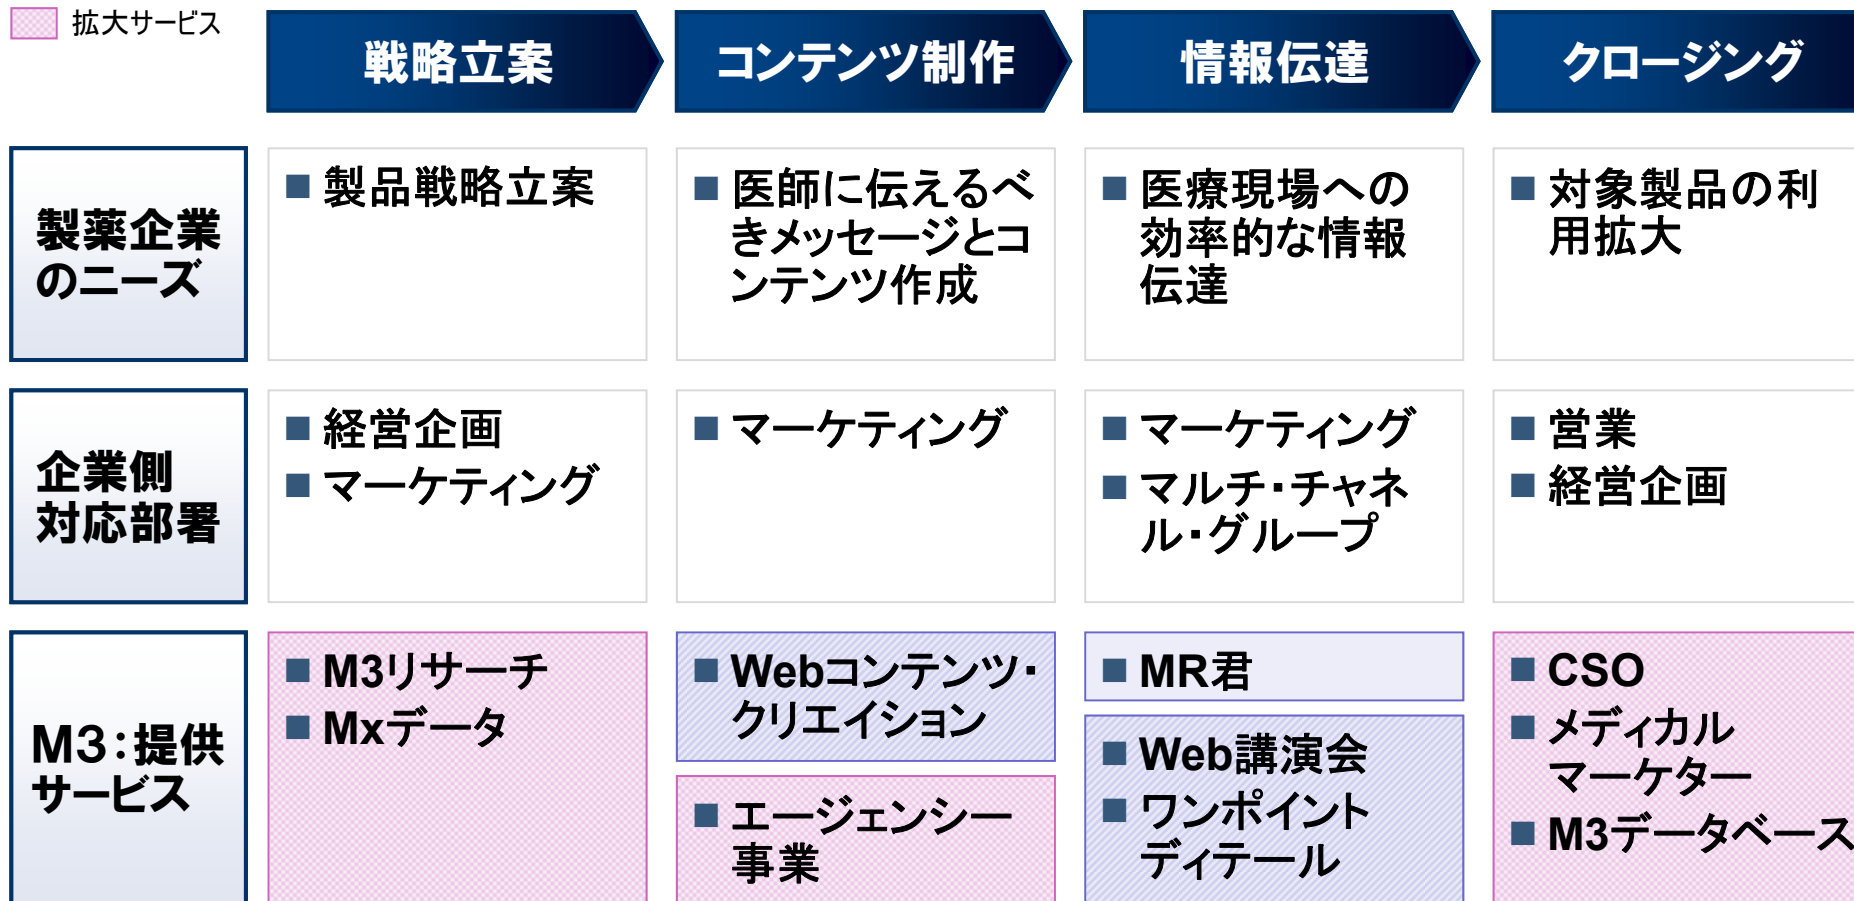 拡大サービス
戦略立案
コンテンツ制作
情報伝達
クロージング
製薬企業
のニーズ
製品戦略立案
医師に伝えるべ
きメッセージとコ
ンテンツ作成
医療現場への
効率的な情報
伝達
対象製品の利
用拡大
企業側
対応部署
経営企画
マーケティング
マーケティング
マーケティング
マルチ・チャネ
ル・グループ
営業
経営企画
M3：提供
サービス
M3リサーチ
Mxデータ
Webコンテンツ・
クリエイション
エージェンシー
事業
MR君
Web講演会
ワンポイント
ディテール
CSO
メディカル
マーケター
M3データベース